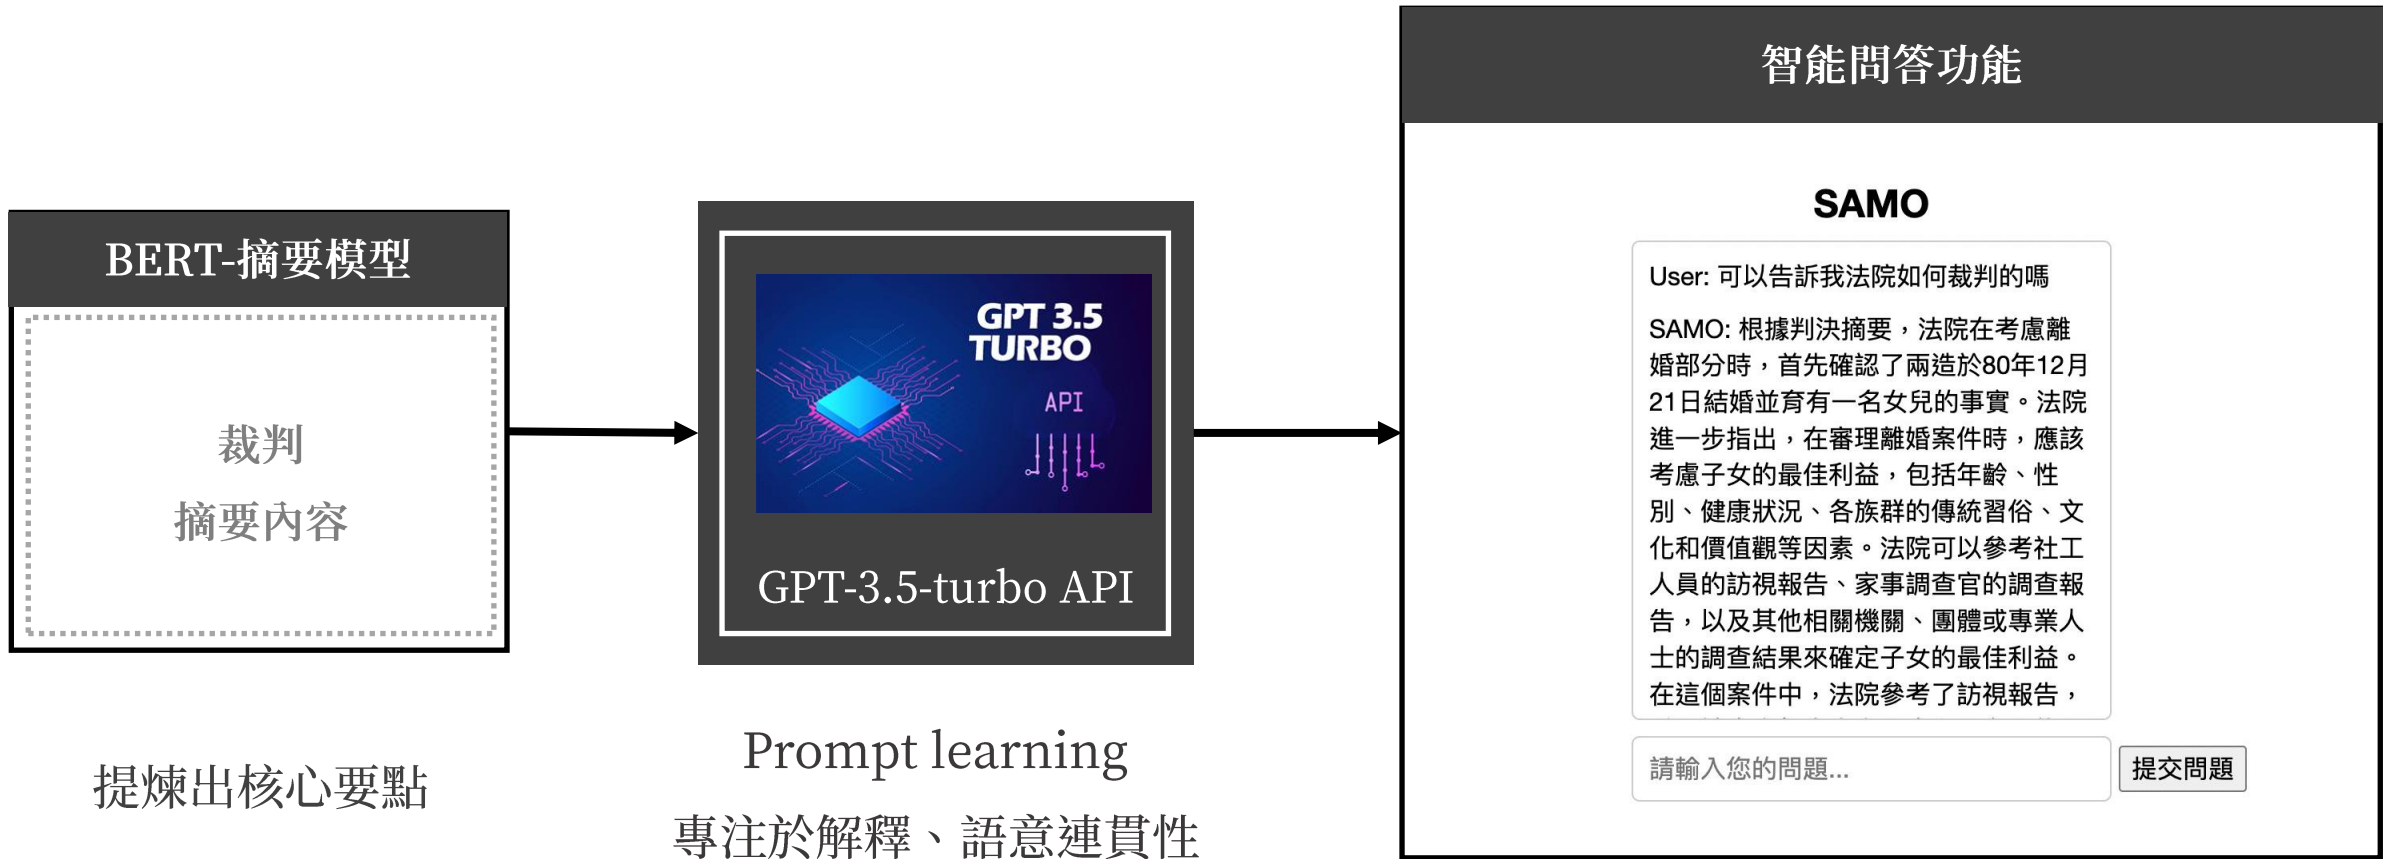 BERT-摘要模型
裁判
摘要內容
提煉出核心要點
GPT 3.5
TURBO
API
GPT-3.5-turbo API
Prompt learning
專注於解釋、語意連貫性
智能問答功能
SAMO
User: 可以告訴我法院如何裁判的嗎
SAMO: 根據判決摘要，法院在考慮離
婚部分時，首先確認了兩造於80年12月
21日結婚並育有一名女兒的事實。法院
進一步指出，在審理離婚案件時，應該
考慮子女的最佳利益，包括年齡、性
別、健康狀況、各族群的傳統習俗、文
化和價值觀等因素。法院可以參考社工
人員的訪視報告、家事調查官的調查報
告，以及其他相關機關、團體或專業人
士的調查結果來確定子女的最佳利益。
在這個案件中，法院參考了訪視報告，
請輸入您的問題...
提交問題